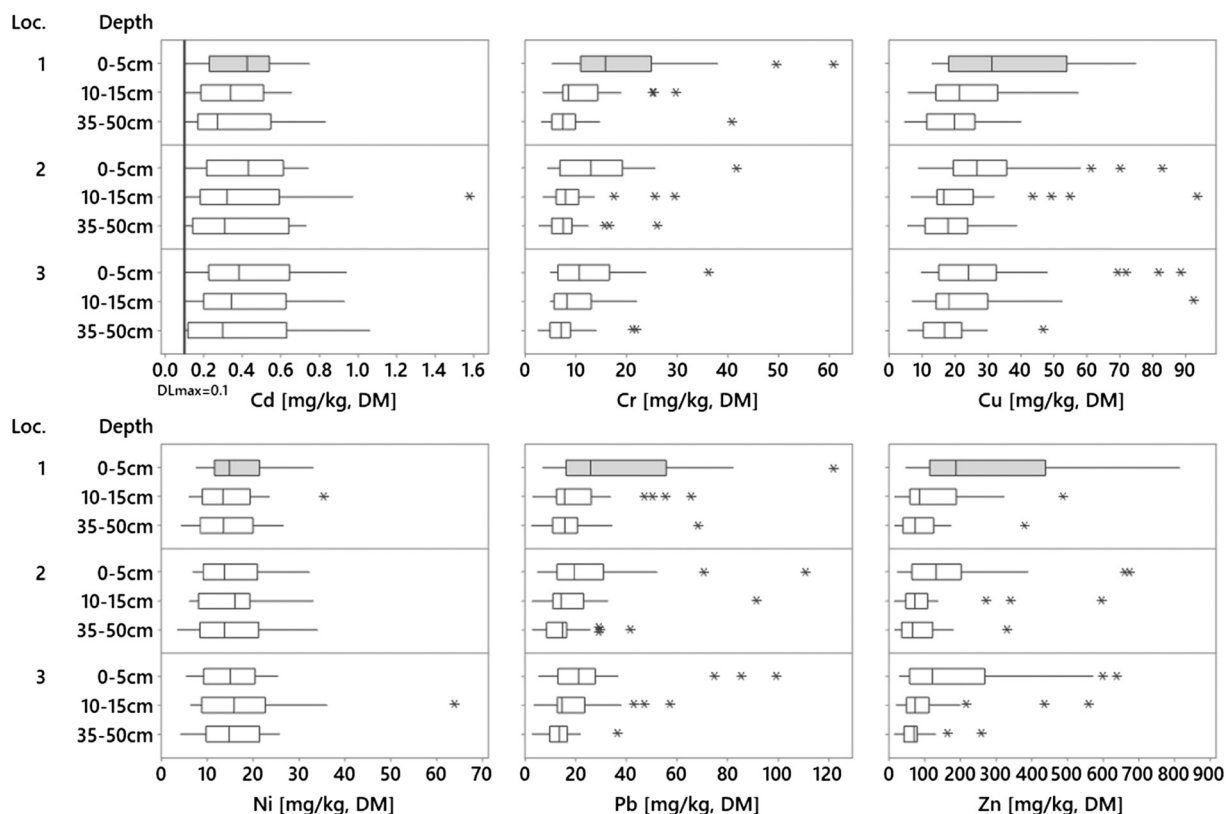 Loc. Depth
1 0-5cm
10-15cm
35-50cm
2 0-5cm
10-15cm
35-50cm
3 0-5cm
10-15cm
35-50cm
0.0 0.2 0.4 0.6 0.8 1.0 1.2 1.4 1.6
DLmax=0.1
Cd [mg/kg, DM]
0 10 20 30 40 50 60
Cr [mg/kg, DM]
0 10 20 30 40 50 60 70 80 90
Cu [mg/kg, DM]
Loc. Depth
1 0-5cm
10-15cm
35-50cm
2 0-5cm
10-15cm
35-50cm
3 0-5cm
10-15cm
35-50cm
0 10 20 30 40 50 60 70
Ni [mg/kg, DM]
0 20 40 60 80 100 120
Pb [mg/kg, DM]
0 100 200 300 400 500 600 700 800 900
Zn [mg/kg, DM]